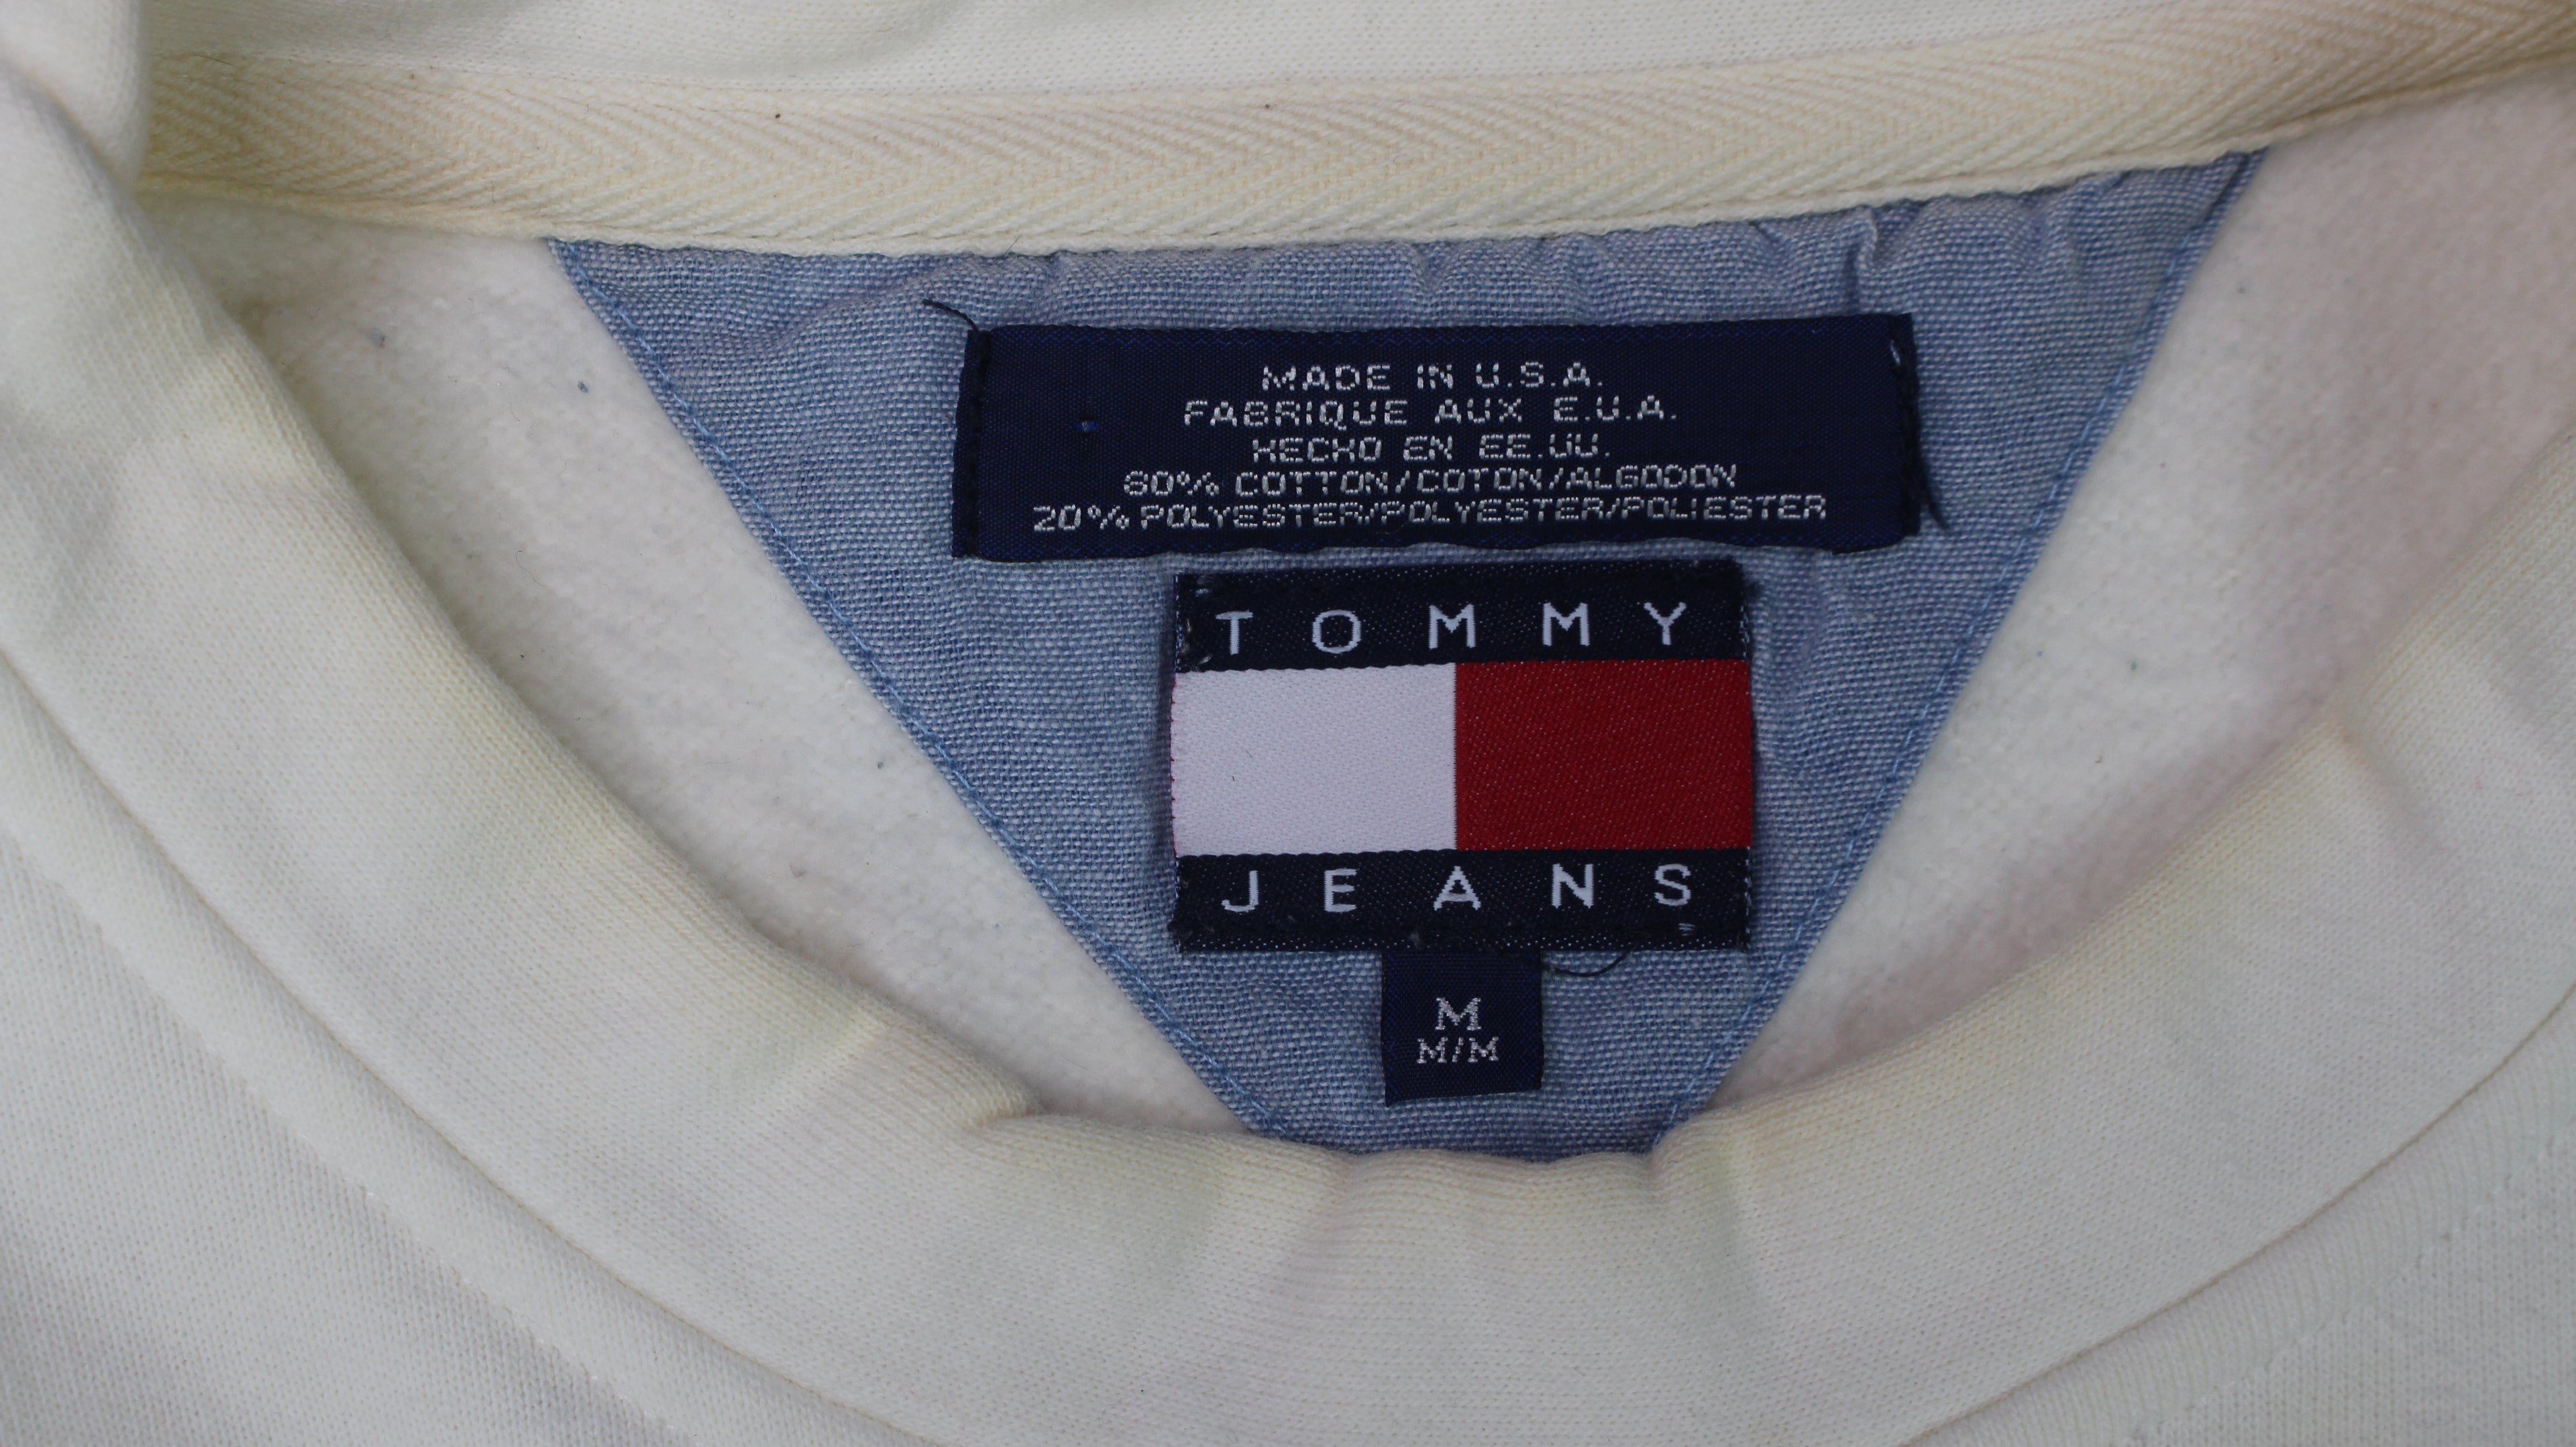 MADE IN U.S.A.
FABRIQUE AUX E.U.A.
HECHO EN EE.UU.
80% COTTON/COTON/ALGODON
20% POLYESTER/POLYESTER/POLIESTER
TOMMY
JEANS
M
M/M